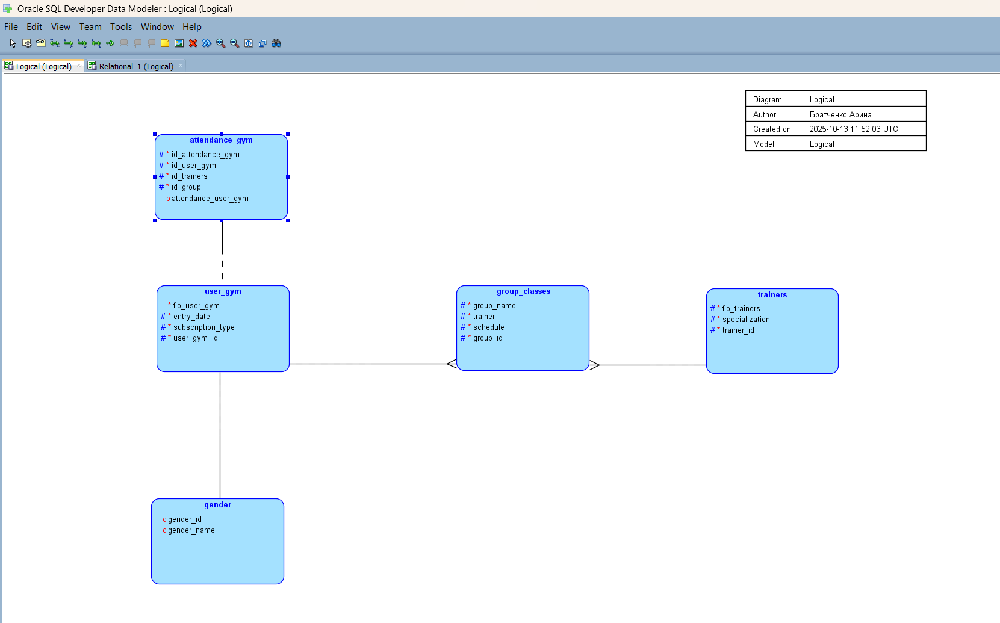 Oracle SQL Developer Data Modeler : Logical (Logical)
File Edit View Team Tools Window Help
Logical (Logical) × Relational_1 (Logical) ×
Diagram: Logical
Author: Братченко Арина
Created on: 2025-10-13 11:52:03 UTC
Model: Logical
attendance_gym
# * id_attendance_gym
# * id_user_gym
# * id_trainers
# * id_group
o attendance_user_gym
user_gym
* fio_user_gym
# * entry_date
# * subscription_type
# * user_gym_id
group_classes
# * group_name
# * trainer
# * schedule
# * group_id
trainers
# * fio_trainers
# * specialization
# * trainer_id
gender
o gender_id
o gender_name